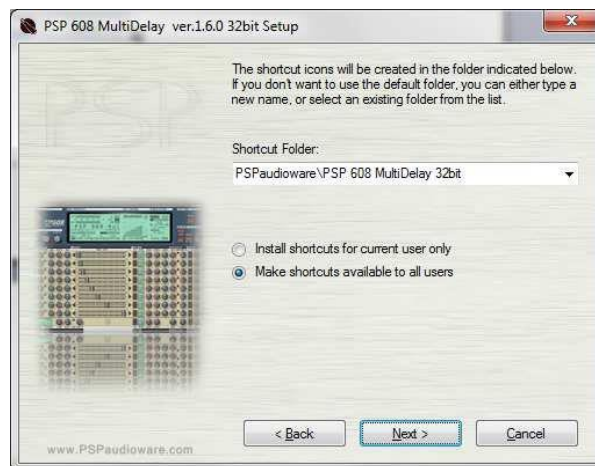 PSP 608 MultiDelay ver.1.6.0 32bit Setup
The shortcut icons will be created in the folder indicated below.
If you don't want to use the default folder, you can either type a
new name, or select an existing folder from the list.
PSP
Shortcut Folder:
PSPaudioware\PSP 608 MultiDelay 32bit
Install shortcuts for current user only
Make shortcuts available to all users
< Back
Next >
Cancel
www.PSPaudioware.com